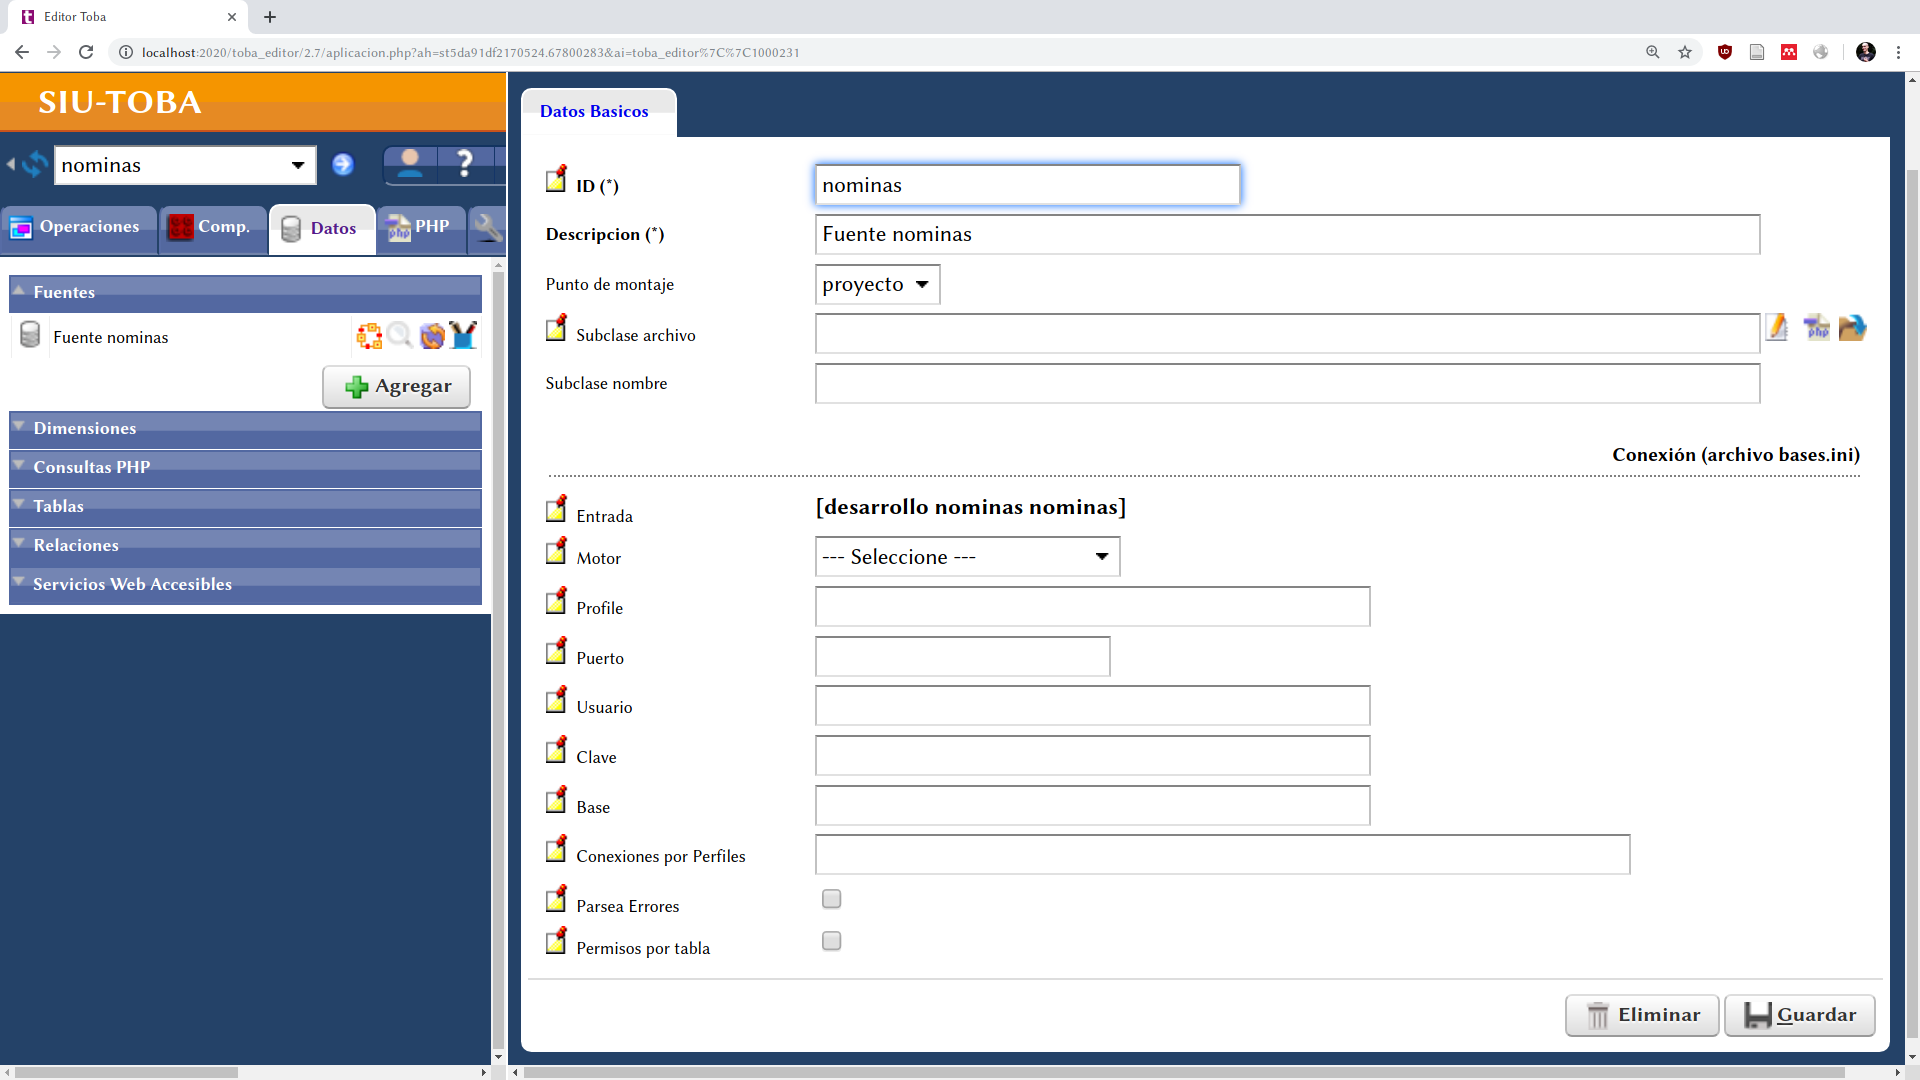 Editor Toba
localhost:2020/toba_editor/2.7/aplicacion.php?ah=st5da91df2170524.67800283&ai=toba_editor%7C%7C1000231
SIU-TOBA
nominas
?
Operaciones
Comp.
Datos
PHP
Fuentes
Fuente nominas
Agregar
Dimensiones
Consultas PHP
Tablas
Relaciones
Servicios Web Accesibles
Datos Basicos
ID (*)
nominas
Descripcion (*)
Fuente nominas
Punto de montaje
proyecto
Subclase archivo
php
Subclase nombre
Conexión (archivo bases.ini)
Entrada
[desarrollo nominas nominas]
Motor
--- Seleccione ---
Profile
Puerto
Usuario
Clave
Base
Conexiones por Perfiles
Parsea Errores
Permisos por tabla
Eliminar
Guardar